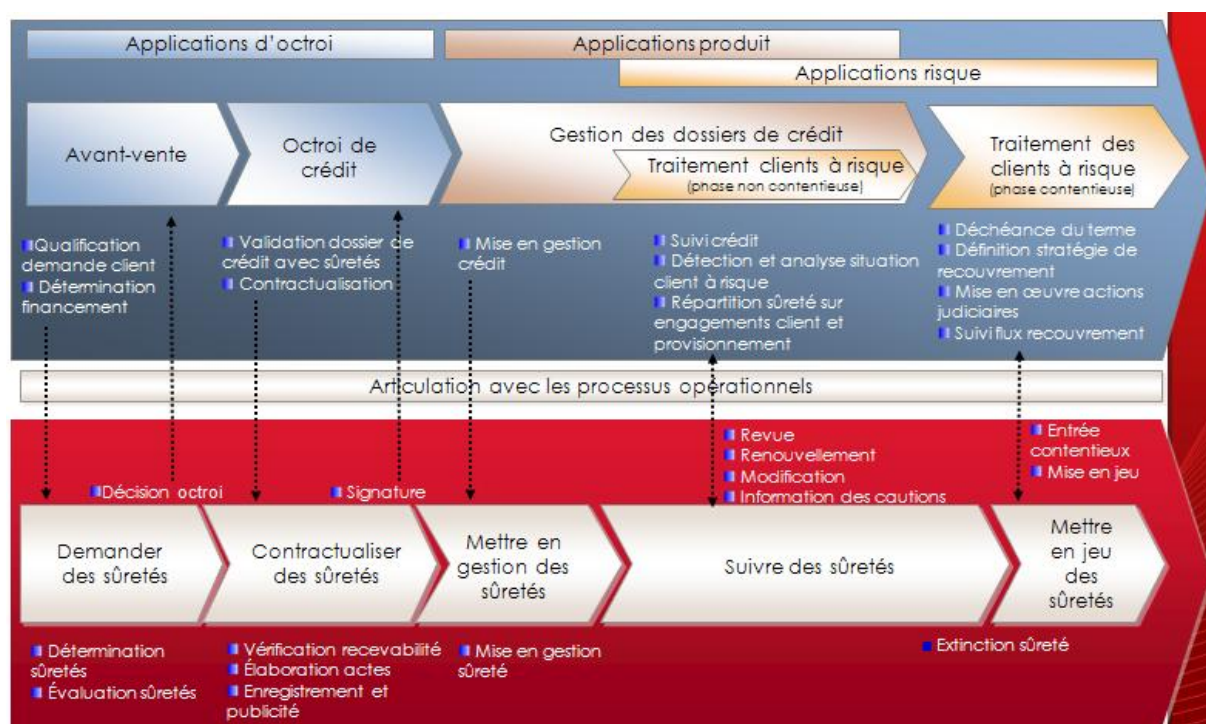 Applications d'octroi
Applications produit
Applications risque
Avant-vente
Octroi de
crédit
Gestion des dossiers de crédit
Traitement clients à risque
(phase non contentieuse)
Traitement des
clients à risque
(phase contentieuse)
Qualification
demande client
Détermination
financement
Validation dossier de
crédit avec sûretés
Contractualisation
Mise en gestion
crédit
Suivi crédit
Détection et analyse situation
client à risque
Répartition sûreté sur
engagements client et
provisionnement
Déchéance du terme
Définition stratégie de
recouvrement
Mise en œuvre actions
judiciaires
Suivi flux recouvrement
Articulation avec les processus opérationnels
Décision octroi
Signature
Revue
Renouvellement
Modification
Information des cautions
Entrée
contentieux
Mise en jeu
Demander
des sûretés
Contractualiser
des sûretés
Mettre en
gestion des
sûretés
Suivre des sûretés
Mettre
en jeu
des
sûretés
Détermination
sûretés
Évaluation sûretés
Vérification recevabilité
Élaboration actes
Enregistrement et
publicité
Mise en gestion
sûreté
Extinction sûreté